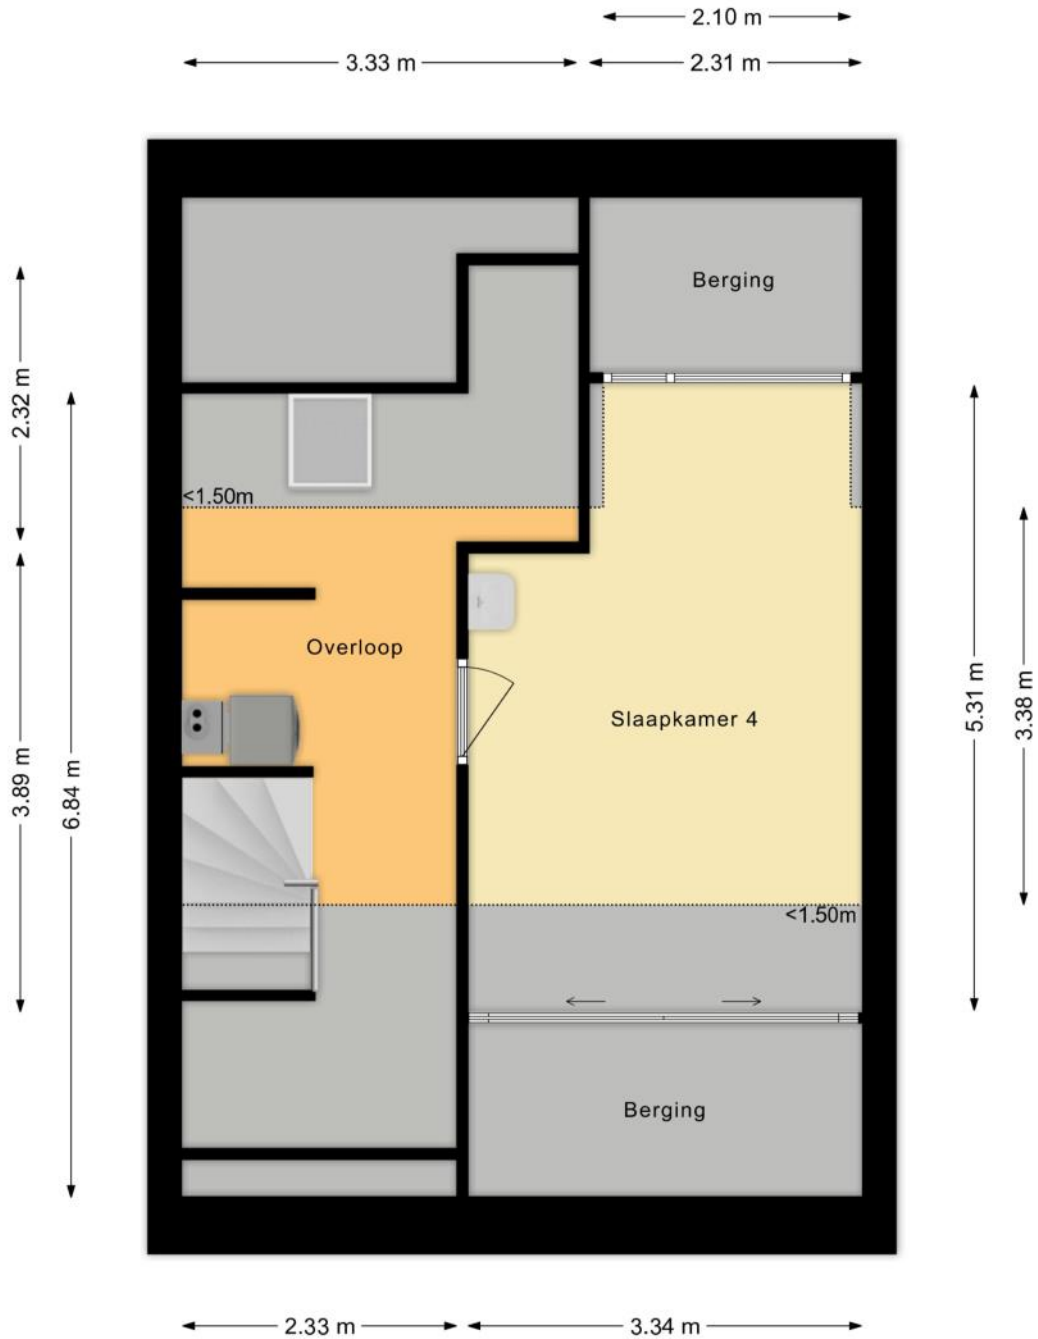 2.10 m
3.33 m
2.31 m
Berging
2.32 m
<1.50m
Overloop
5.31 m
3.38 m
Slaapkamer 4
3.89 m
6.84 m
<1.50m
Berging
2.33 m
3.34 m